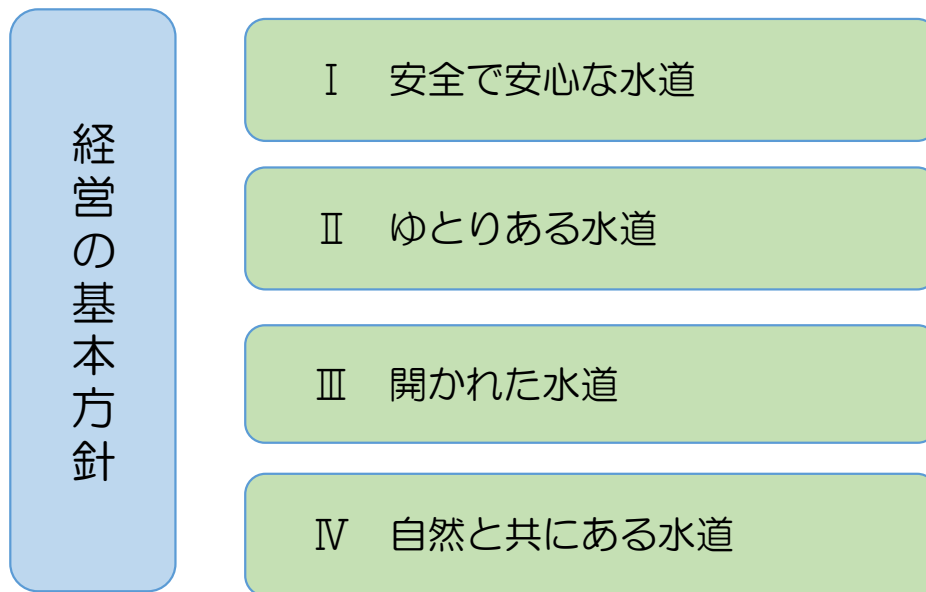 経営の基本方針
Ⅰ　安全で安心な水道
Ⅱ　ゆとりある水道
Ⅲ　開かれた水道
Ⅳ　自然と共にある水道